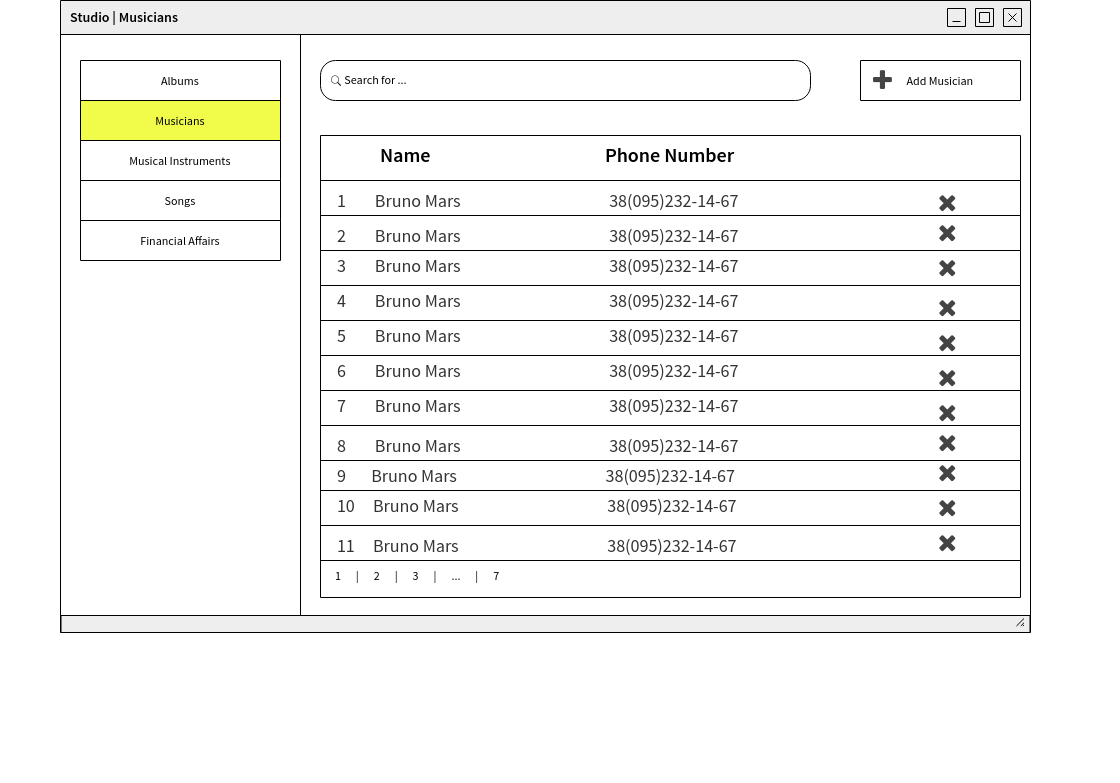 Studio | Musicians
Albums
Musicians
Musical Instruments
Songs
Financial Affairs
Search for ...
Add Musician
Name Phone Number
1 Bruno Mars 38(095)232-14-67
2 Bruno Mars 38(095)232-14-67
3 Bruno Mars 38(095)232-14-67
4 Bruno Mars 38(095)232-14-67
5 Bruno Mars 38(095)232-14-67
6 Bruno Mars 38(095)232-14-67
7 Bruno Mars 38(095)232-14-67
8 Bruno Mars 38(095)232-14-67
9 Bruno Mars 38(095)232-14-67
10 Bruno Mars 38(095)232-14-67
11 Bruno Mars 38(095)232-14-67
1 | 2 | 3 | ... | 7